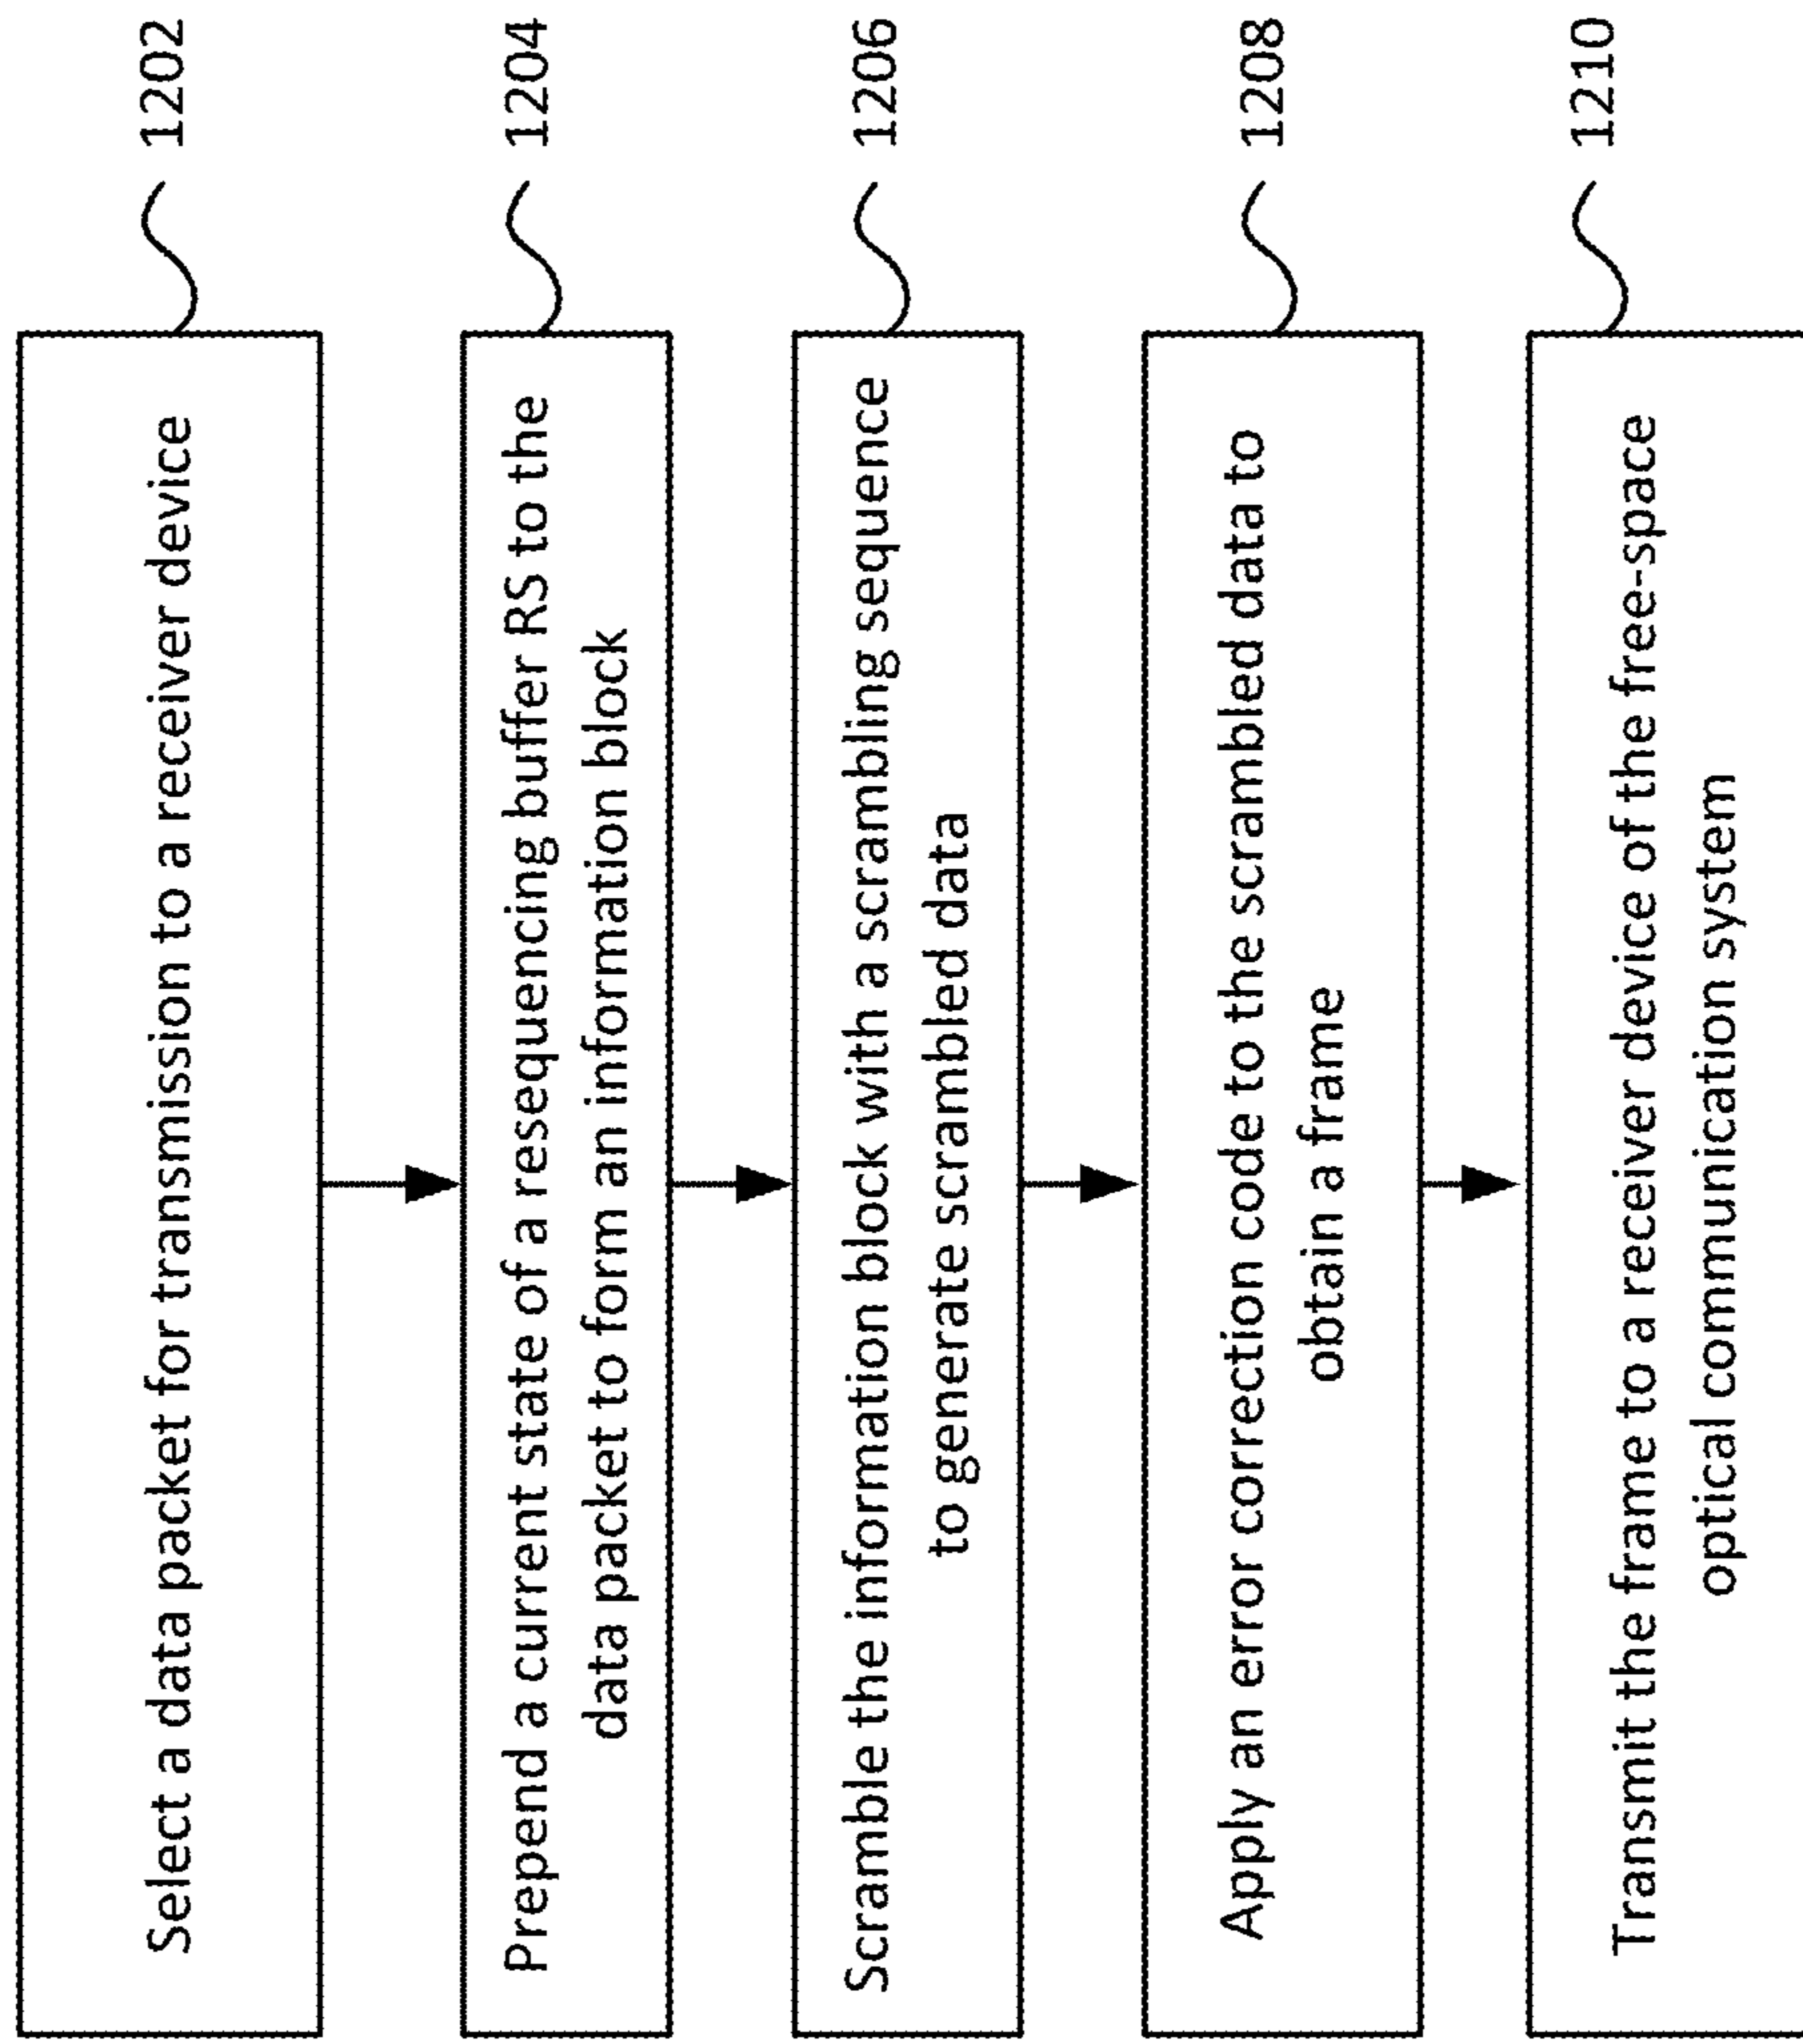 Select a data packet for transmission to a receiver device
1202
Prepend a current state of a resequencing buffer RS to the
data packet to form an information block
1204
Scramble the information block with a scrambling sequence
to generate scrambled data
1206
Apply an error correction code to the scrambled data to
obtain a frame
1208
Transmit the frame to a receiver device of the free-space
optical communication system
1210